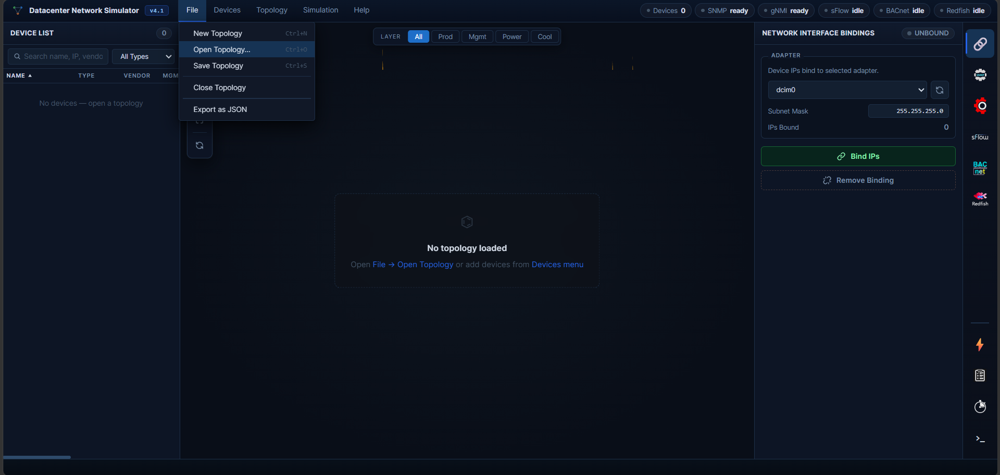 Datacenter Network Simulator v4.1 File Devices Topology Simulation Help Devices 0 SNMP ready gNMI ready sFlow idle BACnet idle Redfish idle
DEVICE LIST 0
Search name, IP, vendo All Types
NAME TYPE VENDOR MGM
No devices — open a topology
New Topology Ctrl+N
Open Topology... Ctrl+O
Save Topology Ctrl+S
Close Topology
Export as JSON
LAYER All Prod Mgmt Power Cool
No topology loaded
Open File → Open Topology or add devices from Devices menu
NETWORK INTERFACE BINDINGS UNBOUND
ADAPTER
Device IPs bind to selected adapter.
dcim0
Subnet Mask 255.255.255.0
IPs Bound 0
Bind IPs
Remove Binding
SNMP
sFlow
BAC
net
Redfish